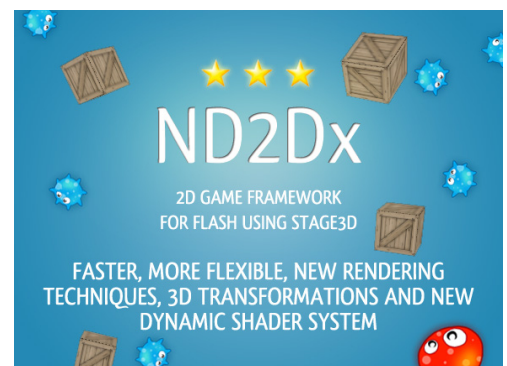 ND2Dx
2D GAME FRAMEWORK
FOR FLASH USING STAGE3D
FASTER, MORE FLEXIBLE, NEW RENDERING
TECHNIQUES, 3D TRANSFORMATIONS AND NEW
DYNAMIC SHADER SYSTEM